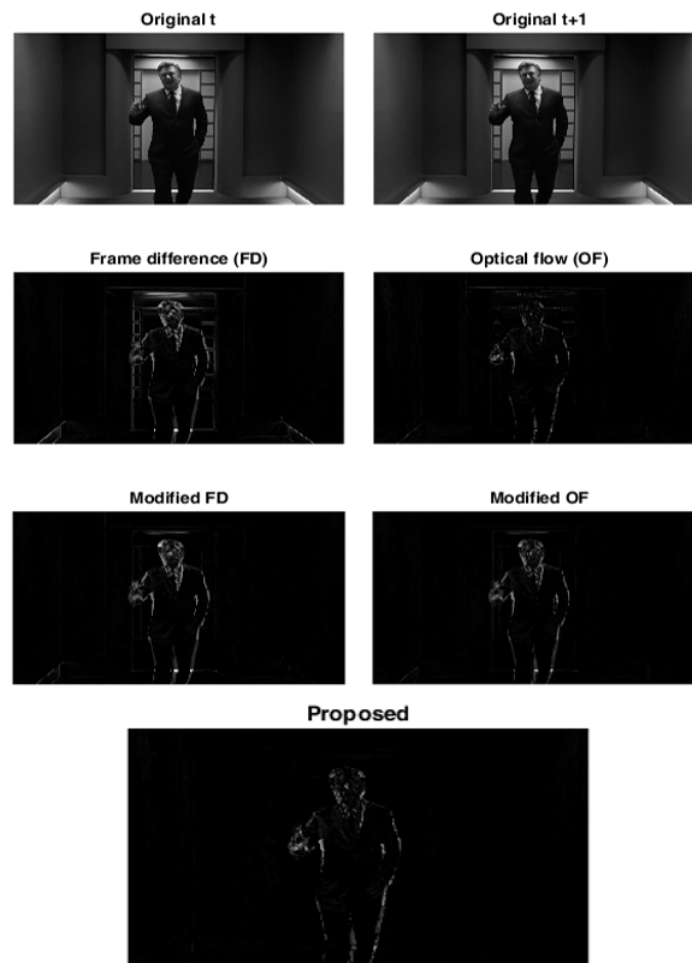 Original t
Original t+1
Frame difference (FD)
Optical flow (OF)
Modified FD
Modified OF
Proposed